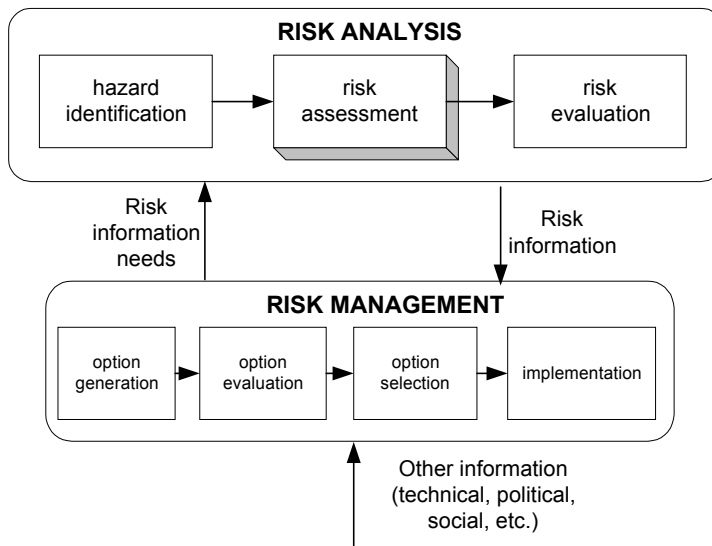 RISK ANALYSIS
hazard
identification
risk
assessment
risk
evaluation
Risk
information
needs
Risk
information
RISK MANAGEMENT
option
generation
option
evaluation
option
selection
implementation
Other information
(technical, political,
social, etc.)